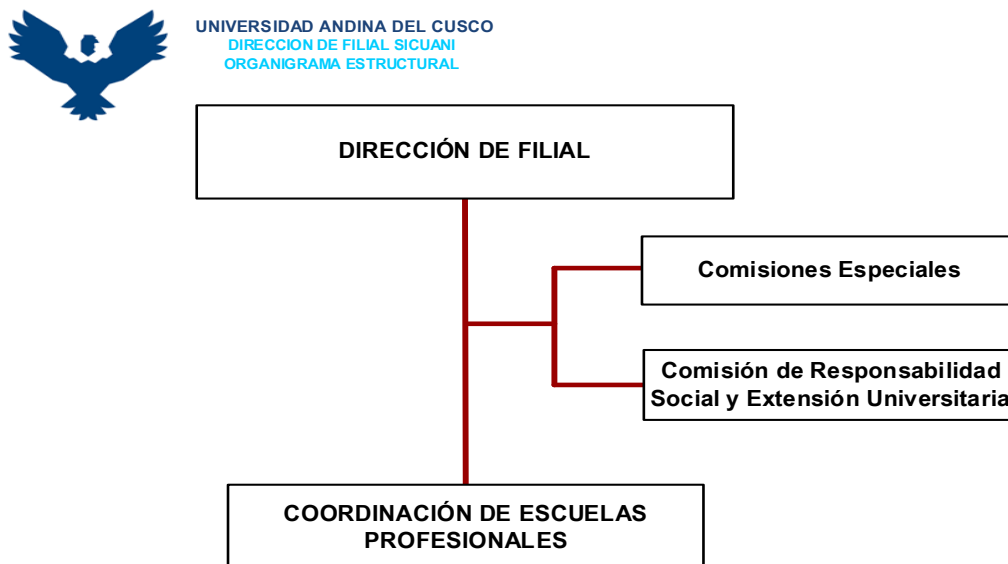 UNIVERSIDAD ANDINA DEL CUSCO
DIRECCION DE FILIAL SICUANI
ORGANIGRAMA ESTRUCTURAL
DIRECCIÓN DE FILIAL
Comisiones Especiales
Comisión de Responsabilidad
Social y Extensión Universitaria
COORDINACIÓN DE ESCUELAS
PROFESIONALES